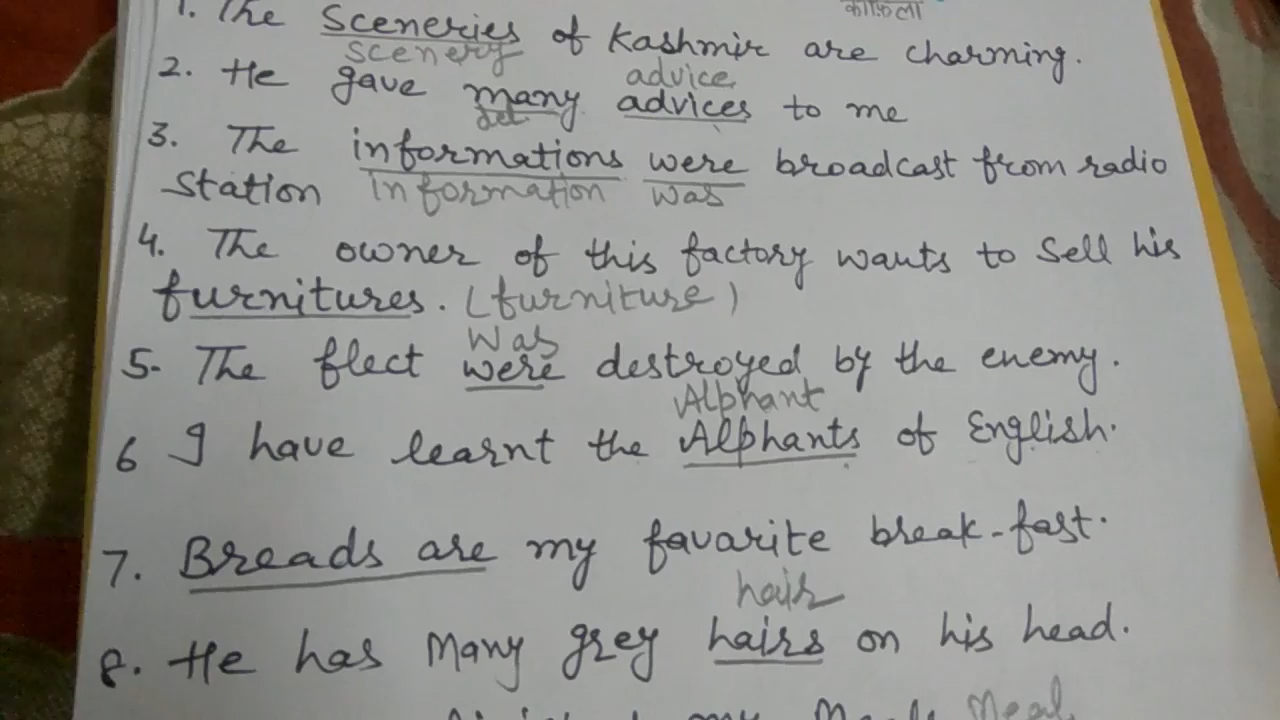 काफिला
1. The Sceneries of Kashmir are charming.
scenery
advice
2. He gave many advices to me
3. The informations were broadcast from radio
Station information was
4. The owner of this factory wants to Sell his
furnitures. (furniture)
was
5. The fleet were destroyed by the enemy.
Alphant
6 I have learnt the Alphants of English.
7. Breads are my favarite break-fast.
hair
8. He has Many grey hairs on his head.
Meal